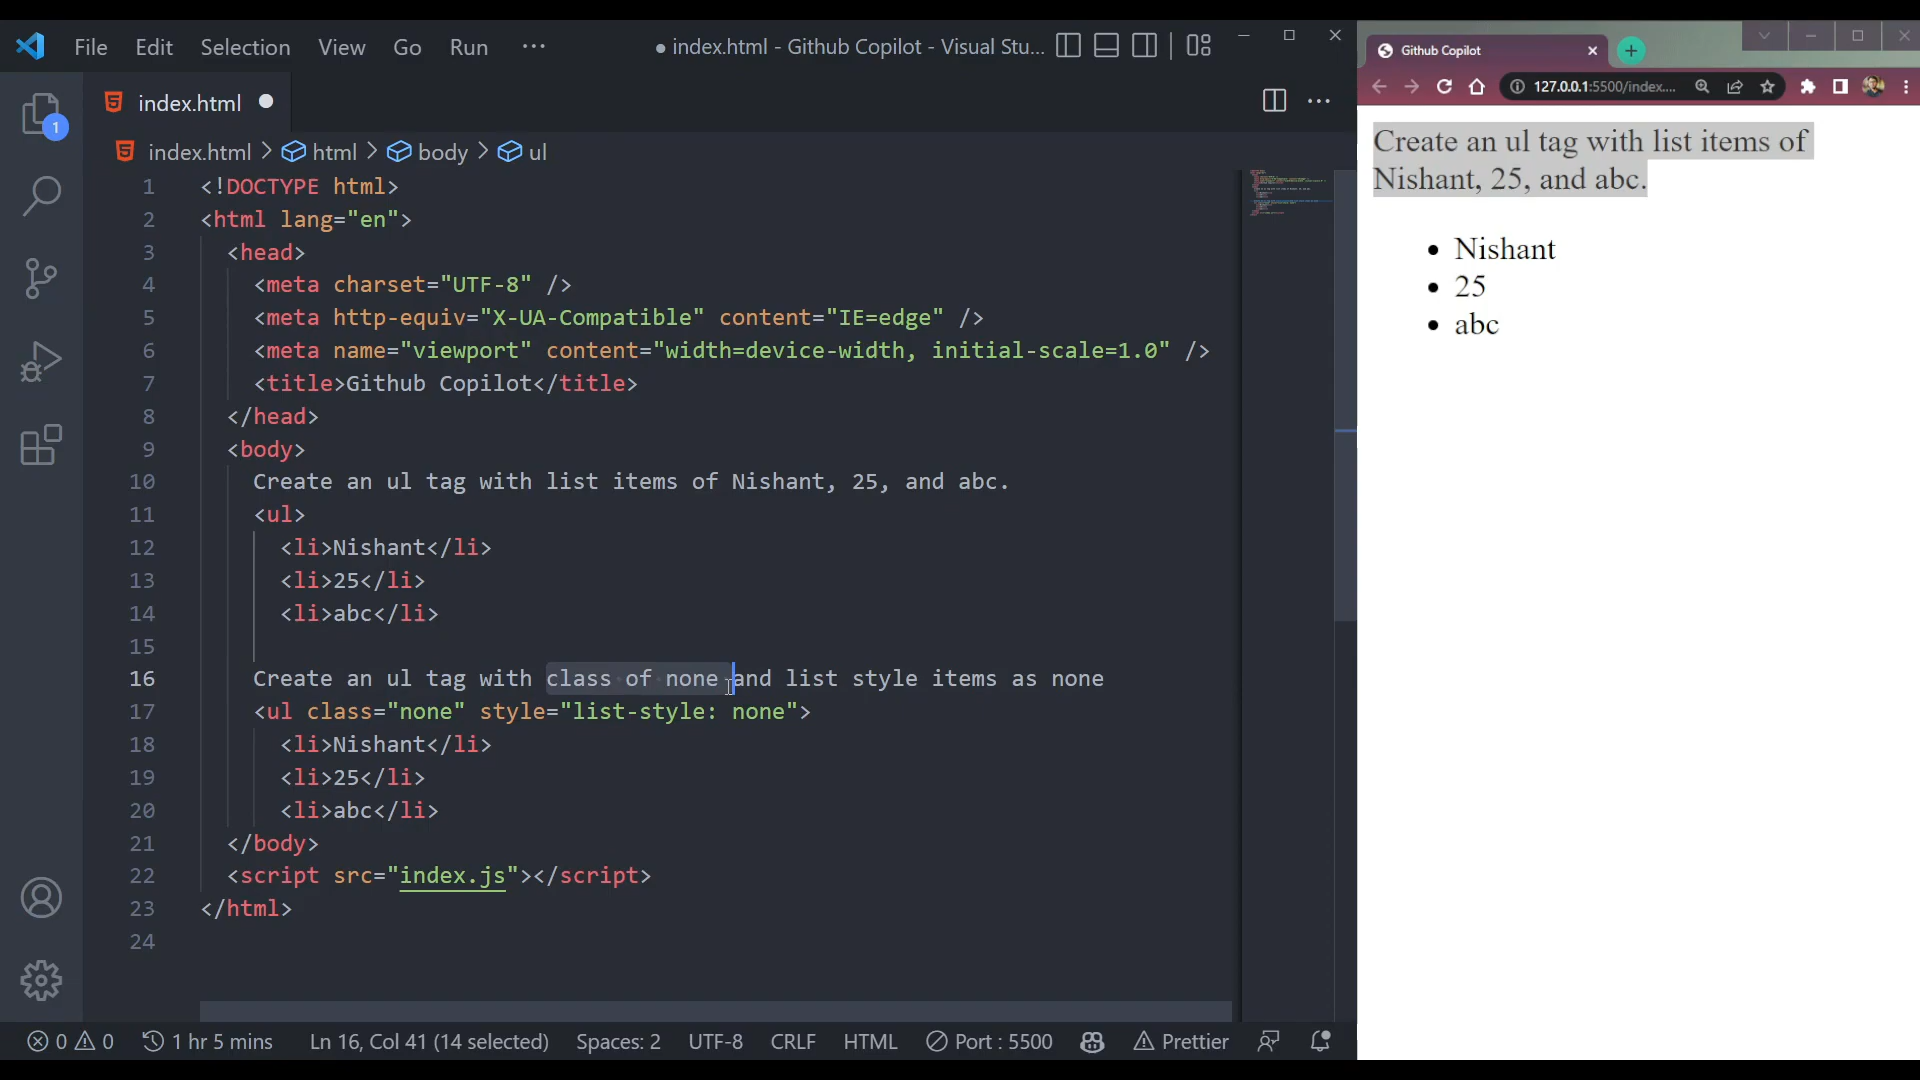 File Edit Selection View Go Run ···
● index.html - Github Copilot - Visual Stu...
index.html ●
index.html > html > body > ul
1 <!DOCTYPE html>
2 <html lang="en">
3 <head>
4 <meta charset="UTF-8" />
5 <meta http-equiv="X-UA-Compatible" content="IE=edge" />
6 <meta name="viewport" content="width=device-width, initial-scale=1.0" />
7 <title>Github Copilot</title>
8 </head>
9 <body>
10 Create an ul tag with list items of Nishant, 25, and abc.
11 <ul>
12 <li>Nishant</li>
13 <li>25</li>
14 <li>abc</li>
15
16 Create an ul tag with class of none and list style items as none
17 <ul class="none" style="list-style: none">
18 <li>Nishant</li>
19 <li>25</li>
20 <li>abc</li>
21 </body>
22 <script src="index.js"></script>
23 </html>
24
1
0 0 1 hr 5 mins Ln 16, Col 41 (14 selected) Spaces: 2 UTF-8 CRLF HTML Port : 5500 Prettier
Github Copilot
127.0.0.1:5500/index....
Create an ul tag with list items of
Nishant, 25, and abc.
• Nishant
• 25
• abc